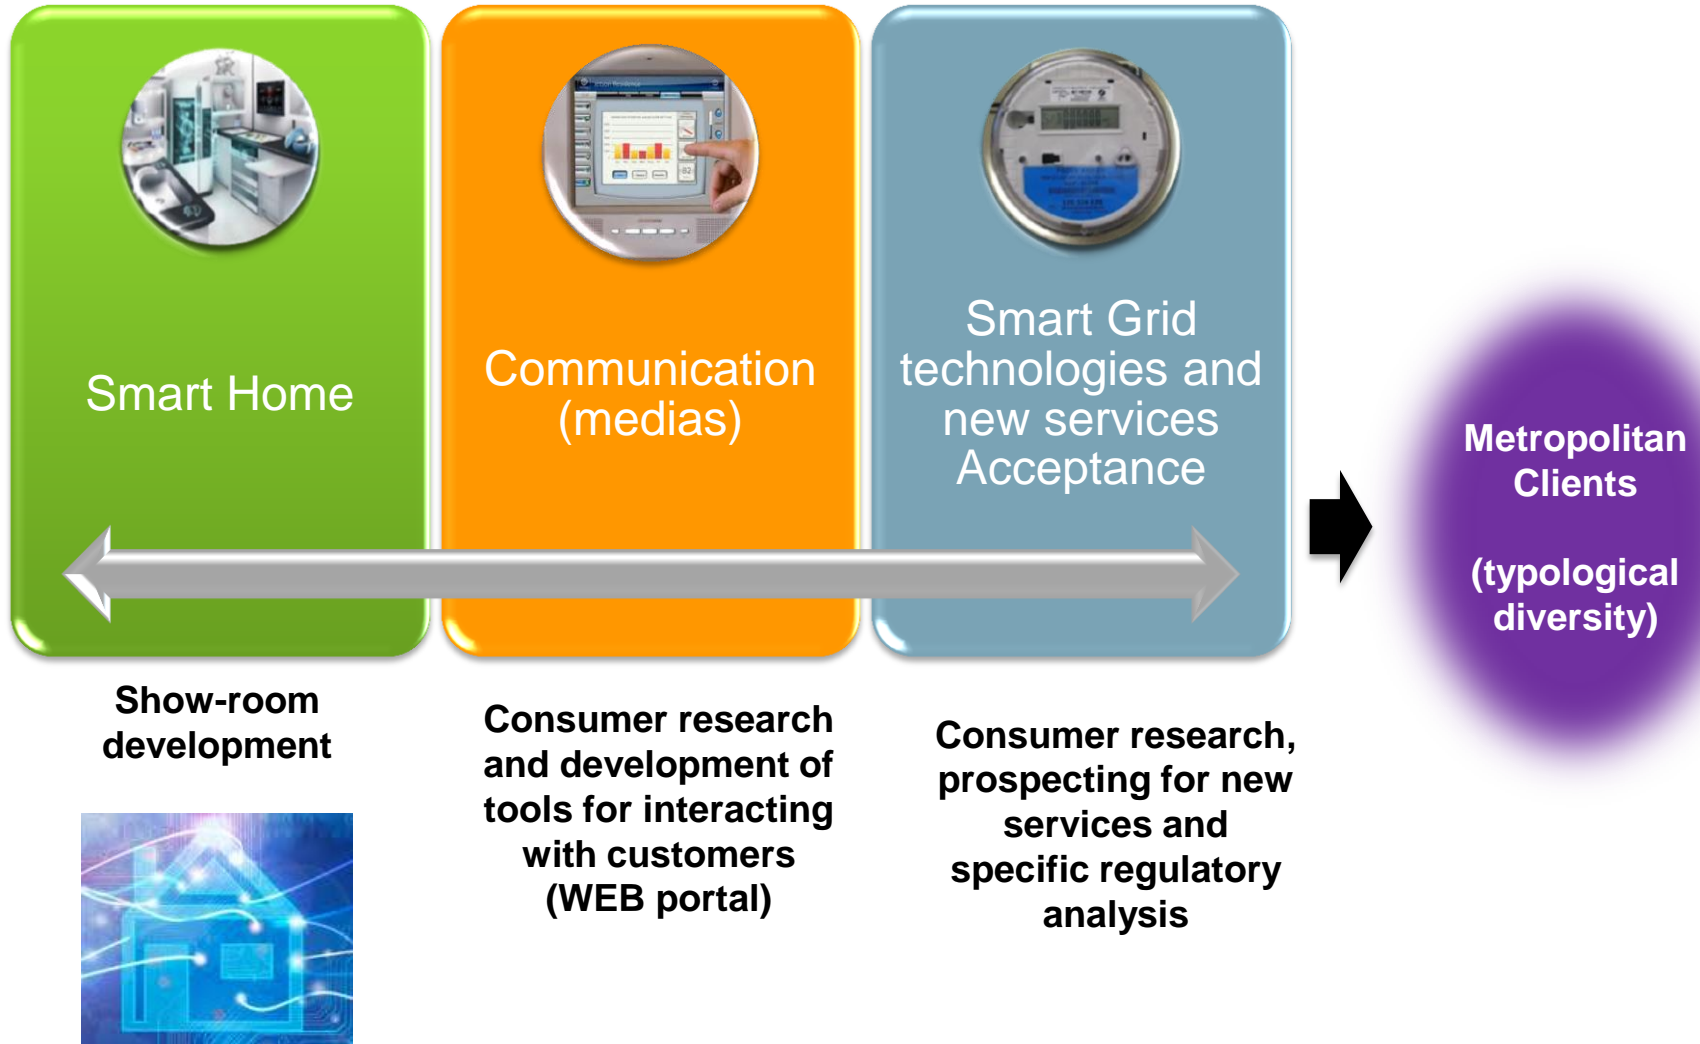 Smart Home
Communication
(medias)
Smart Grid
technologies and
new services
Acceptance
Metropolitan
Clients
(typological
diversity)
Show-room
development
Consumer research
and development of
tools for interacting
with customers
(WEB portal)
Consumer research,
prospecting for new
services and
specific regulatory
analysis